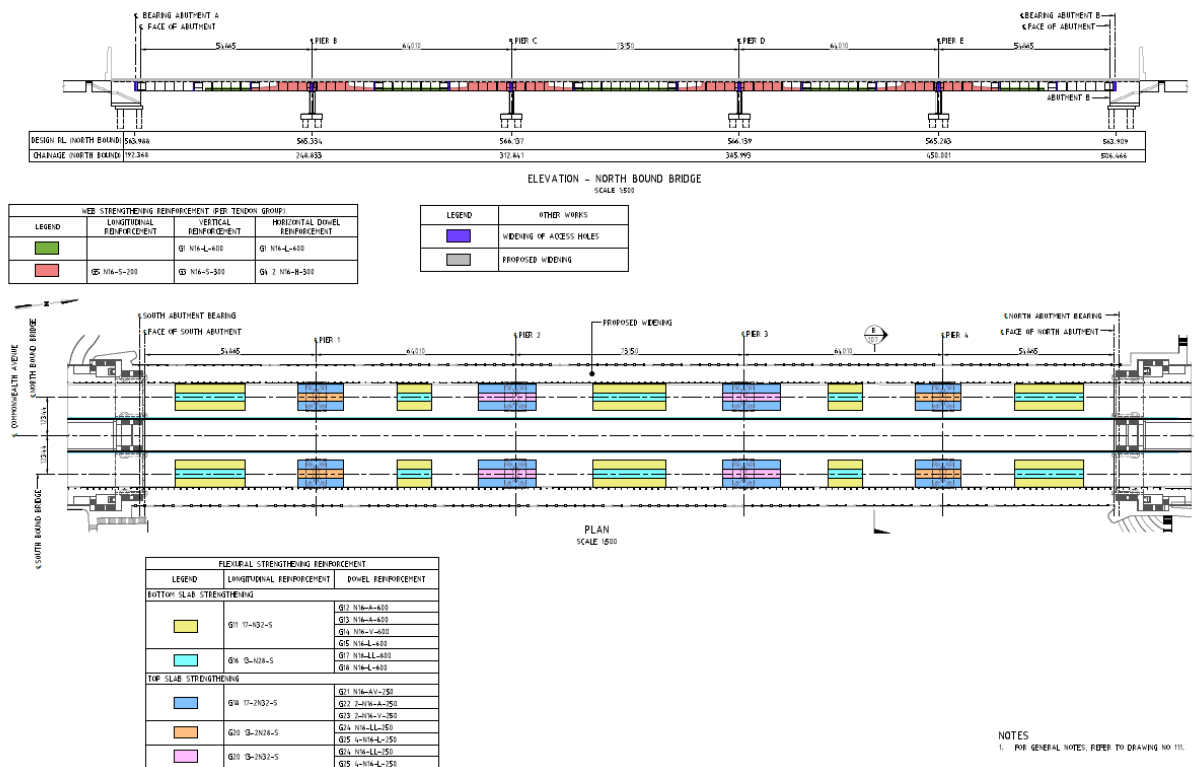 ℄ BEARING ABUTMENT A
℄ FACE OF ABUTMENT
℄ BEARING ABUTMENT B
℄ FACE OF ABUTMENT
54865
℄ PIER B
64010
℄ PIER C
73150
℄ PIER D
64010
℄ PIER E
54865
ABUTMENT B
DESIGN RL (NORTH BOUND) 563.988 565.334 566.137 566.139 565.283 563.909
CHAINAGE (NORTH BOUND) 192.368 248.833 312.841 385.993 450.001 506.466
ELEVATION - NORTH BOUND BRIDGE
SCALE 1:500
WEB STRENGTHENING REINFORCEMENT (PER TENDON GROUP)
LEGEND LONGITUDINAL REINFORCEMENT VERTICAL REINFORCEMENT HORIZONTAL DOWEL REINFORCEMENT
G1 N16-L-600 G1 N16-L-600
G5 N16-S-200 G3 N16-S-300 G4 2 N16-H-300
LEGEND OTHER WORKS
WIDENING OF ACCESS HOLES
PROPOSED WIDENING
N
℄ SOUTH ABUTMENT BEARING
℄ FACE OF SOUTH ABUTMENT
PROPOSED WIDENING
℄ NORTH ABUTMENT BEARING
℄ FACE OF NORTH ABUTMENT
54865
℄ PIER 1
64010
℄ PIER 2
73150
℄ PIER 3
64010
B
107
℄ PIER 4
54865
℄ COMMONWEALTH AVENUE
℄ NORTH BOUND BRIDGE
12344
12344
℄ SOUTH BOUND BRIDGE
PLAN
SCALE 1:500
FLEXURAL STRENGTHENING REINFORCEMENT
LEGEND LONGITUDINAL REINFORCEMENT DOWEL REINFORCEMENT
BOTTOM SLAB STRENGTHENING
G11 17-N32-S
G12 N16-A-600
G13 N16-A-600
G14 N16-V-600
G15 N16-L-600
G16 13-N28-S
G17 N16-LL-600
G18 N16-L-600
TOP SLAB STRENGTHENING
G18 17-2N32-S
G21 N16-AV-250
G22 2-N16-A-250
G23 2-N16-V-250
G20 13-2N28-S
G24 N16-LL-250
G25 4-N16-L-250
G20 13-2N32-S
G24 N16-LL-250
G25 4-N16-L-250
NOTES
1. FOR GENERAL NOTES, REFER TO DRAWING NO 111.